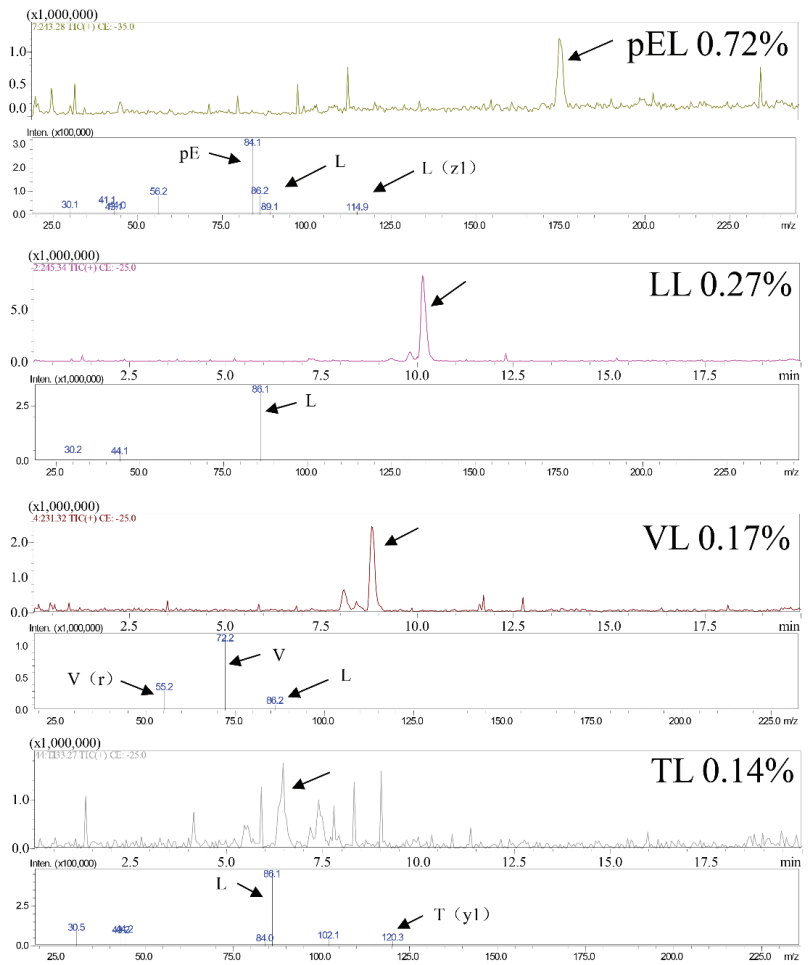 (x1,000,000)
7:243.28 TIC(+) CE: -35.0
pEL 0.72%
1.0
0.5
0.0
Inten. (x100,000)
3.0
2.0
1.0
0.0
pE
84.1
L
L（z1）
30.1
56.2
86.2
89.1
114.9
25.0 50.0 75.0 100.0 125.0 150.0 175.0 200.0 225.0 m/z
(x1,000,000)
2:245.34 TIC(+) CE: -25.0
LL 0.27%
5.0
0.0
2.5 5.0 7.5 10.0 12.5 15.0 17.5 min
Inten. (x1,000,000)
86.1
L
2.5
30.2
44.1
25.0 50.0 75.0 100.0 125.0 150.0 175.0 200.0 225.0 m/z
(x1,000,000)
4:231.32 TIC(+) CE: -25.0
VL 0.17%
2.0
1.0
0.0
2.5 5.0 7.5 10.0 12.5 15.0 17.5 min
Inten. (x1,000,000)
72.2
1.0
V
V（r）
L
0.5
55.2
86.2
0.0
25.0 50.0 75.0 100.0 125.0 150.0 175.0 200.0 225.0 m/z
(x1,000,000)
TIC(+) CE: -25.0
TL 0.14%
1.0
0.0
2.5 5.0 7.5 10.0 12.5 15.0 17.5 min
Inten. (x100,000)
86.1
L
2.5
T（y1）
30.5
84.0
102.1
120.3
0.0
25.0 50.0 75.0 100.0 125.0 150.0 175.0 200.0 225.0 m/z